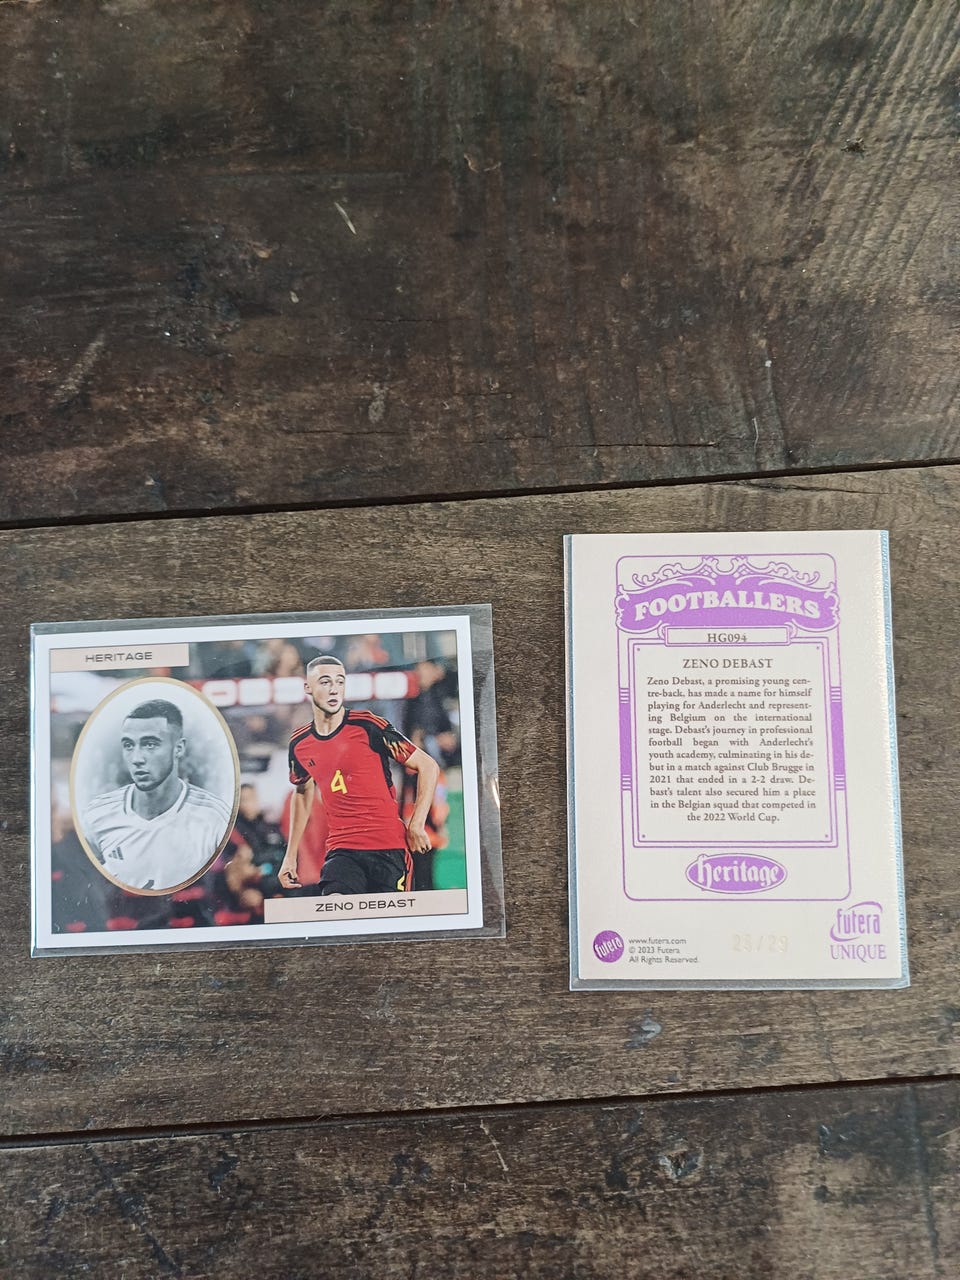 HERITAGE
4
ZENO DEBAST
FOOTBALLERS
HG094
ZENO DEBAST
Zeno Debast, a promising young cen-
tre-back, has made a name for himself
playing for Anderlecht and represent-
ing Belgium on the international
stage. Debast's journey in professional
football began with Anderlecht's
youth academy, culminating in his de-
but in a match against Club Brugge in
2021 that ended in a 2-2 draw. De-
bast's talent also secured him a place
in the Belgian squad that competed in
the 2022 World Cup.
heritage
futera
www.futera.com
© 2023 Futera
All Rights Reserved.
futera
UNIQUE